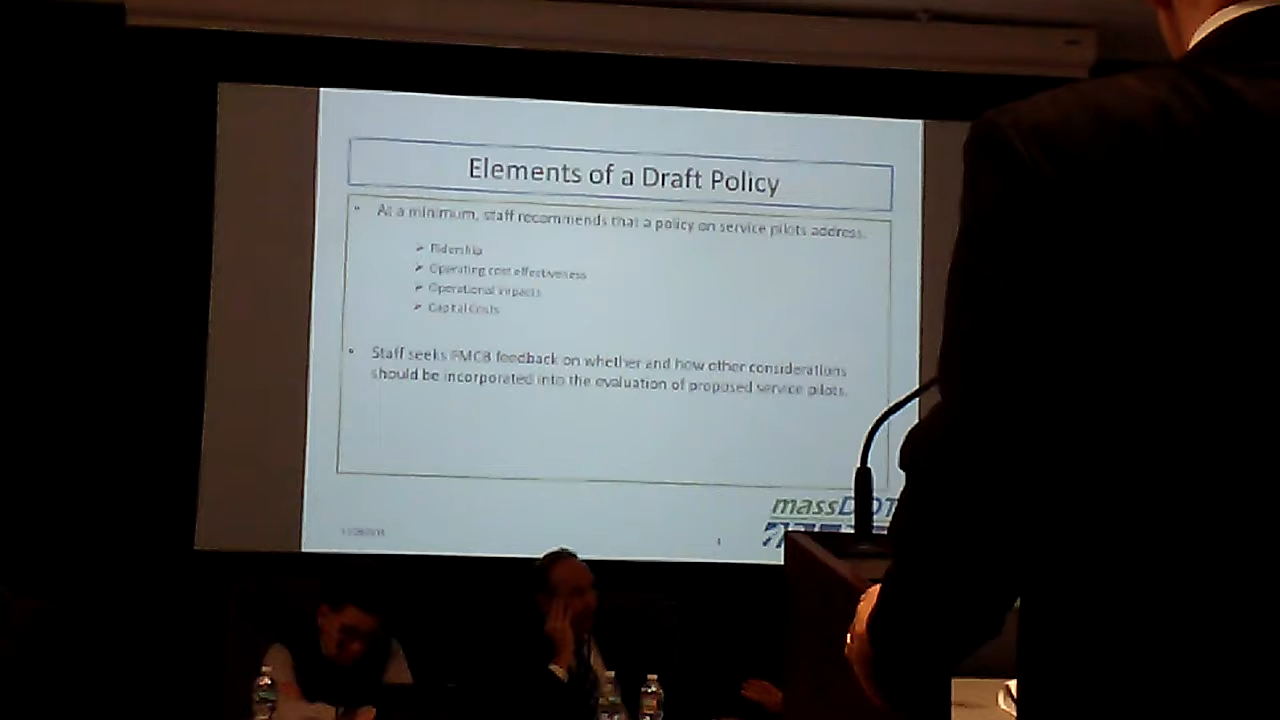 Elements of a Draft Policy
• At a minimum, staff recommends that a policy on service pilots address:
➢ Ridership
➢ Operating cost effectiveness
➢ Operational impacts
➢ Capital Costs
• Staff seeks FMCB feedback on whether and how other considerations
should be incorporated into the evaluation of proposed service pilots.
massDOT